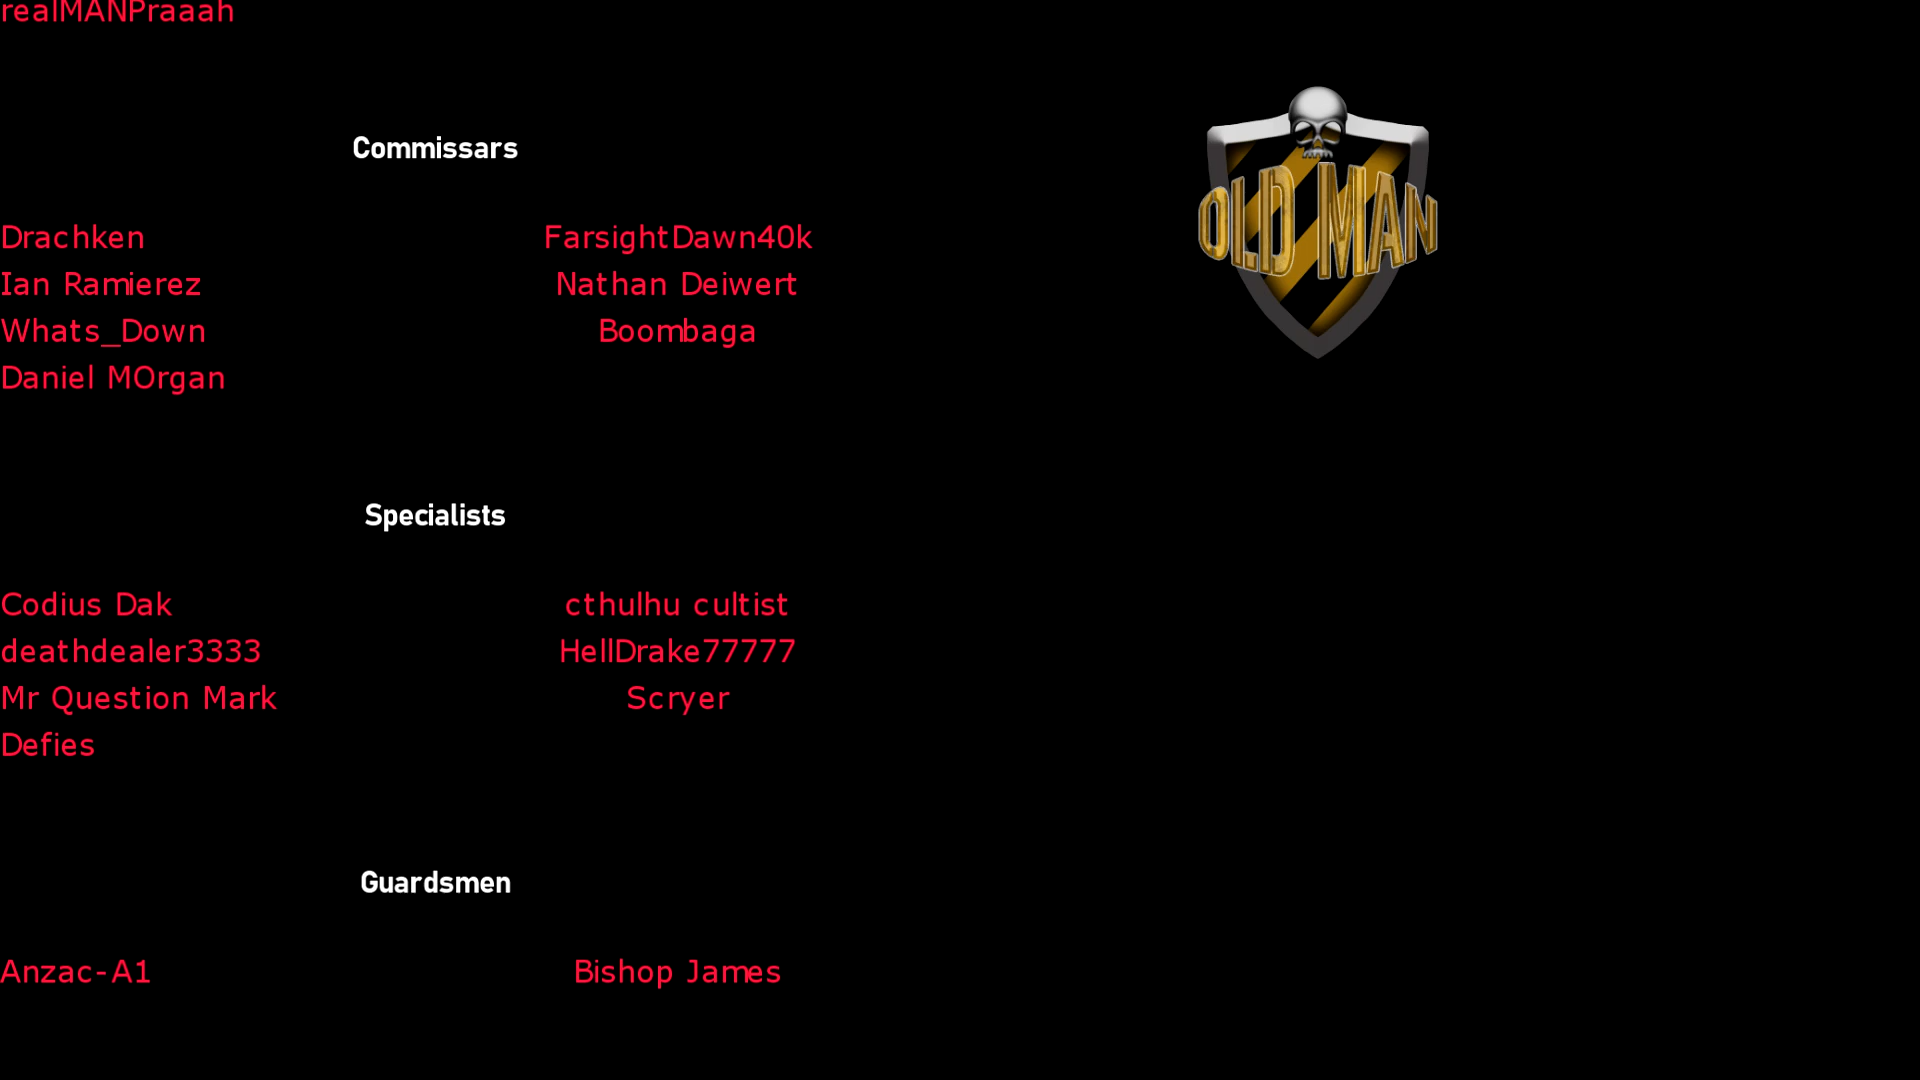 realMANPraaah
Commissars
Drachken
FarsightDawn40k
Ian Ramierez
Nathan Deiwert
Whats_Down
Boombaga
Daniel MOrgan
OLD MAN
Specialists
Codius Dak
cthulhu cultist
deathdealer3333
HellDrake77777
Mr Question Mark
Scryer
Defies
Guardsmen
Anzac-A1
Bishop James